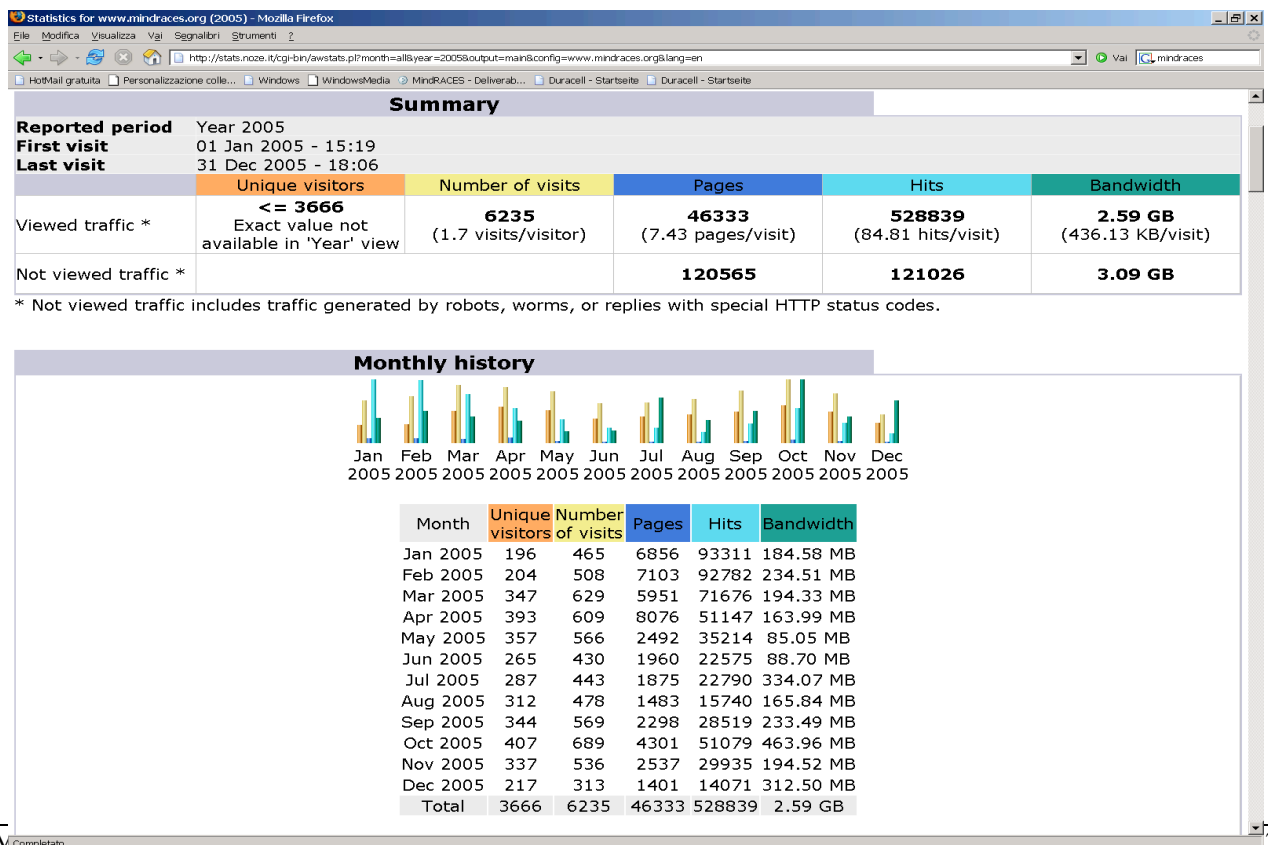 Statistics for www.mindraces.org (2005) - Mozilla Firefox
File Modifica Visualizza Vai Segnalibri Strumenti ?
http://stats.noze.it/cgi-bin/awstats.pl?month=all&year=2005&output=main&config=www.mindraces.org&lang=en Vai mindraces
HotMail gratuita Personalizzazione colle... Windows WindowsMedia MindRACES - Deliverab... Duracell - Startseite Duracell - Startseite
Summary
Reported period Year 2005
First visit 01 Jan 2005 - 15:19
Last visit 31 Dec 2005 - 18:06
Unique visitors Number of visits Pages Hits Bandwidth
Viewed traffic * <= 3666 Exact value not available in 'Year' view 6235 (1.7 visits/visitor) 46333 (7.43 pages/visit) 528839 (84.81 hits/visit) 2.59 GB (436.13 KB/visit)
Not viewed traffic * 120565 121026 3.09 GB
* Not viewed traffic includes traffic generated by robots, worms, or replies with special HTTP status codes.
Monthly history
Jan Feb Mar Apr May Jun Jul Aug Sep Oct Nov Dec
2005 2005 2005 2005 2005 2005 2005 2005 2005 2005 2005 2005
Month Unique visitors Number of visits Pages Hits Bandwidth
Jan 2005 196 465 6856 93311 184.58 MB
Feb 2005 204 508 7103 92782 234.51 MB
Mar 2005 347 629 5951 71676 194.33 MB
Apr 2005 393 609 8076 51147 163.99 MB
May 2005 357 566 2492 35214 85.05 MB
Jun 2005 265 430 1960 22575 88.70 MB
Jul 2005 287 443 1875 22790 334.07 MB
Aug 2005 312 478 1483 15740 165.84 MB
Sep 2005 344 569 2298 28519 233.49 MB
Oct 2005 407 689 4301 51079 463.96 MB
Nov 2005 337 536 2537 29935 194.52 MB
Dec 2005 217 313 1401 14071 312.50 MB
Total 3666 6235 46333 528839 2.59 GB
Completato